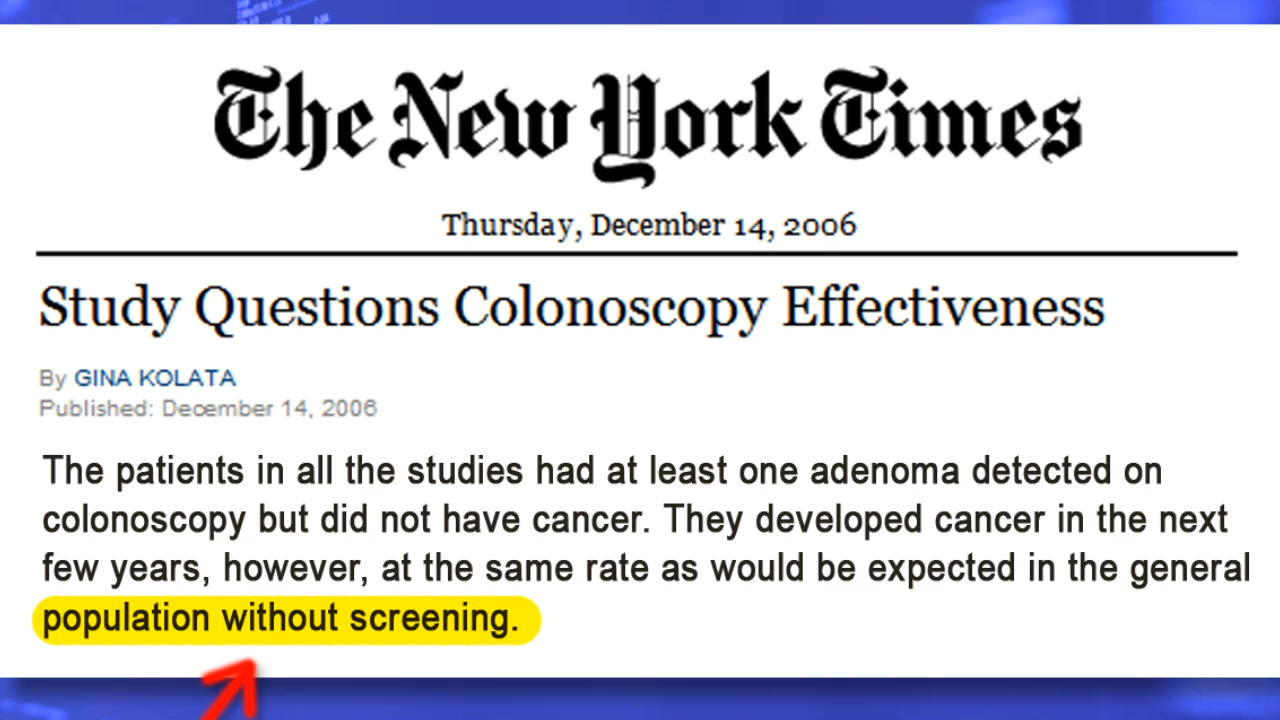 The New York Times
Thursday, December 14, 2006
Study Questions Colonoscopy Effectiveness
By GINA KOLATA
Published: December 14, 2006
The patients in all the studies had at least one adenoma detected on
colonoscopy but did not have cancer. They developed cancer in the next
few years, however, at the same rate as would be expected in the general
population without screening.